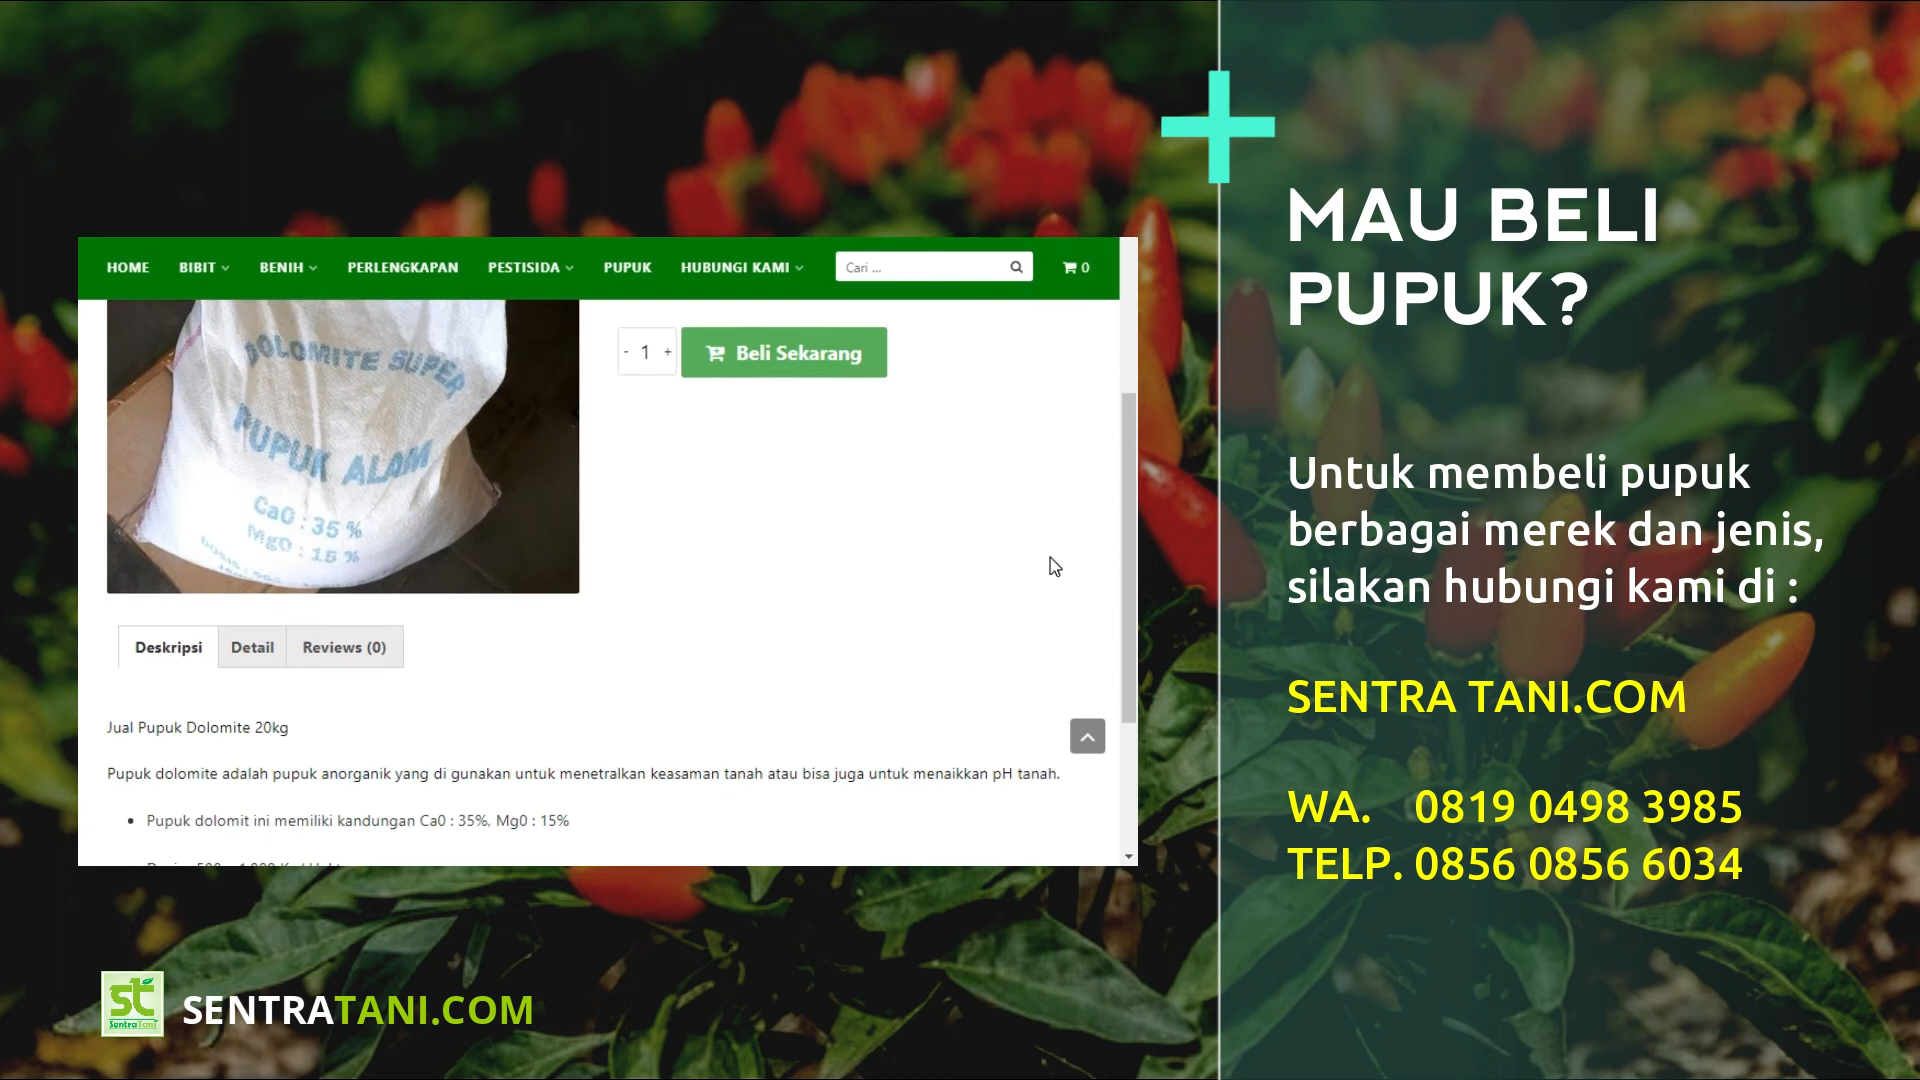 HOME BIBIT BENIH PERLENGKAPAN PESTISIDA PUPUK HUBUNGI KAMI Cari ... 0
DOLOMITE SUPER
PUPUK ALAM
CaO : 35 %
MgO : 15 %
- 1 + Beli Sekarang
Deskripsi Detail Reviews (0)
Jual Pupuk Dolomite 20kg
Pupuk dolomite adalah pupuk anorganik yang di gunakan untuk menetralkan keasaman tanah atau bisa juga untuk menaikkan pH tanah.
• Pupuk dolomit ini memiliki kandungan Ca0 : 35%, Mg0 : 15%
MAU BELI
PUPUK?
Untuk membeli pupuk
berbagai merek dan jenis,
silakan hubungi kami di :
SENTRA TANI.COM
WA. 0819 0498 3985
TELP. 0856 0856 6034
st
SentraTani
SENTRATANI.COM